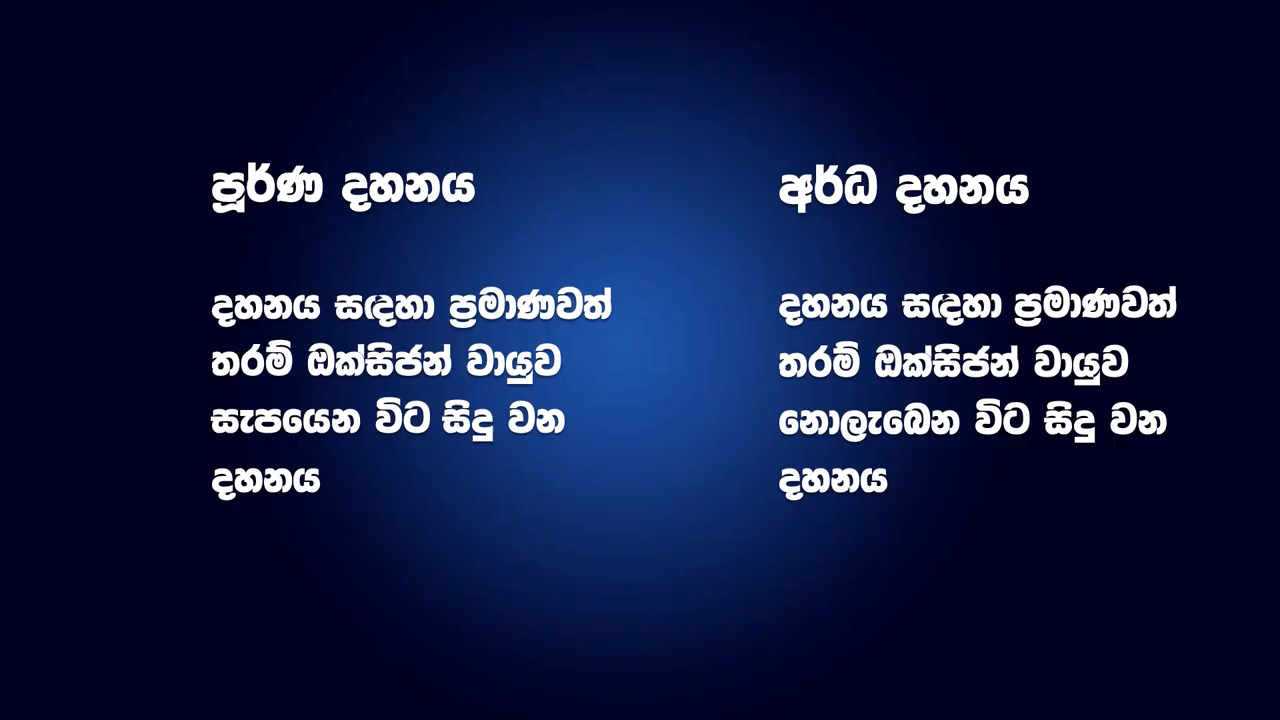 පූර්ණ දහනය
දහනය සඳහා ප්‍රමාණවත්
තරම් ඔක්සිජන් වායුව
සැපයෙන විට සිදු වන
දහනය
අර්ධ දහනය
දහනය සඳහා ප්‍රමාණවත්
තරම් ඔක්සිජන් වායුව
නොලැබෙන විට සිදු වන
දහනය